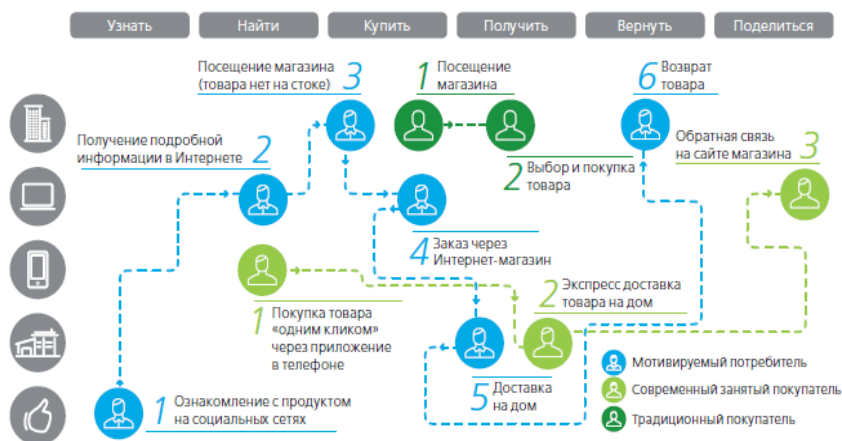 Узнать
Найти
Купить
Получить
Вернуть
Поделиться
Посещение магазина
(товара нет на стоке) 3
1 Посещение
магазина
6 Возврат
товара
Получение подробной
информации в Интернете 2
Обратная связь
на сайте магазина 3
2 Выбор и покупка
товара
4 Заказ через
Интернет-магазин
1 Покупка товара
«одним кликом»
через приложение
в телефоне
2 Экспресс доставка
товара на дом
5 Доставка
на дом
1 Ознакомление с продуктом
на социальных сетях
Мотивируемый потребитель
Современный занятый покупатель
Традиционный покупатель